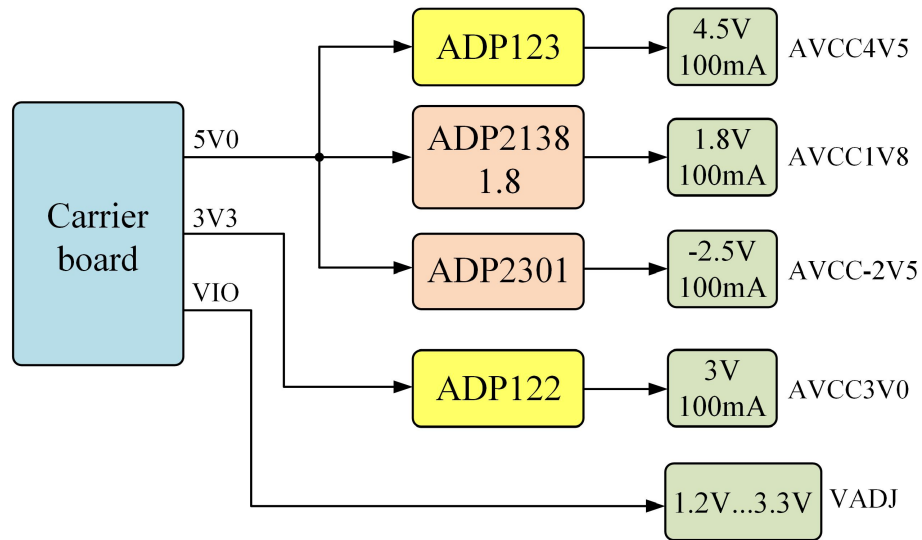 Carrier
board
5V0
3V3
VIO
ADP123
4.5V
100mA
AVCC4V5
ADP2138
1.8
1.8V
100mA
AVCC1V8
ADP2301
-2.5V
100mA
AVCC-2V5
ADP122
3V
100mA
AVCC3V0
1.2V...3.3V
VADJ